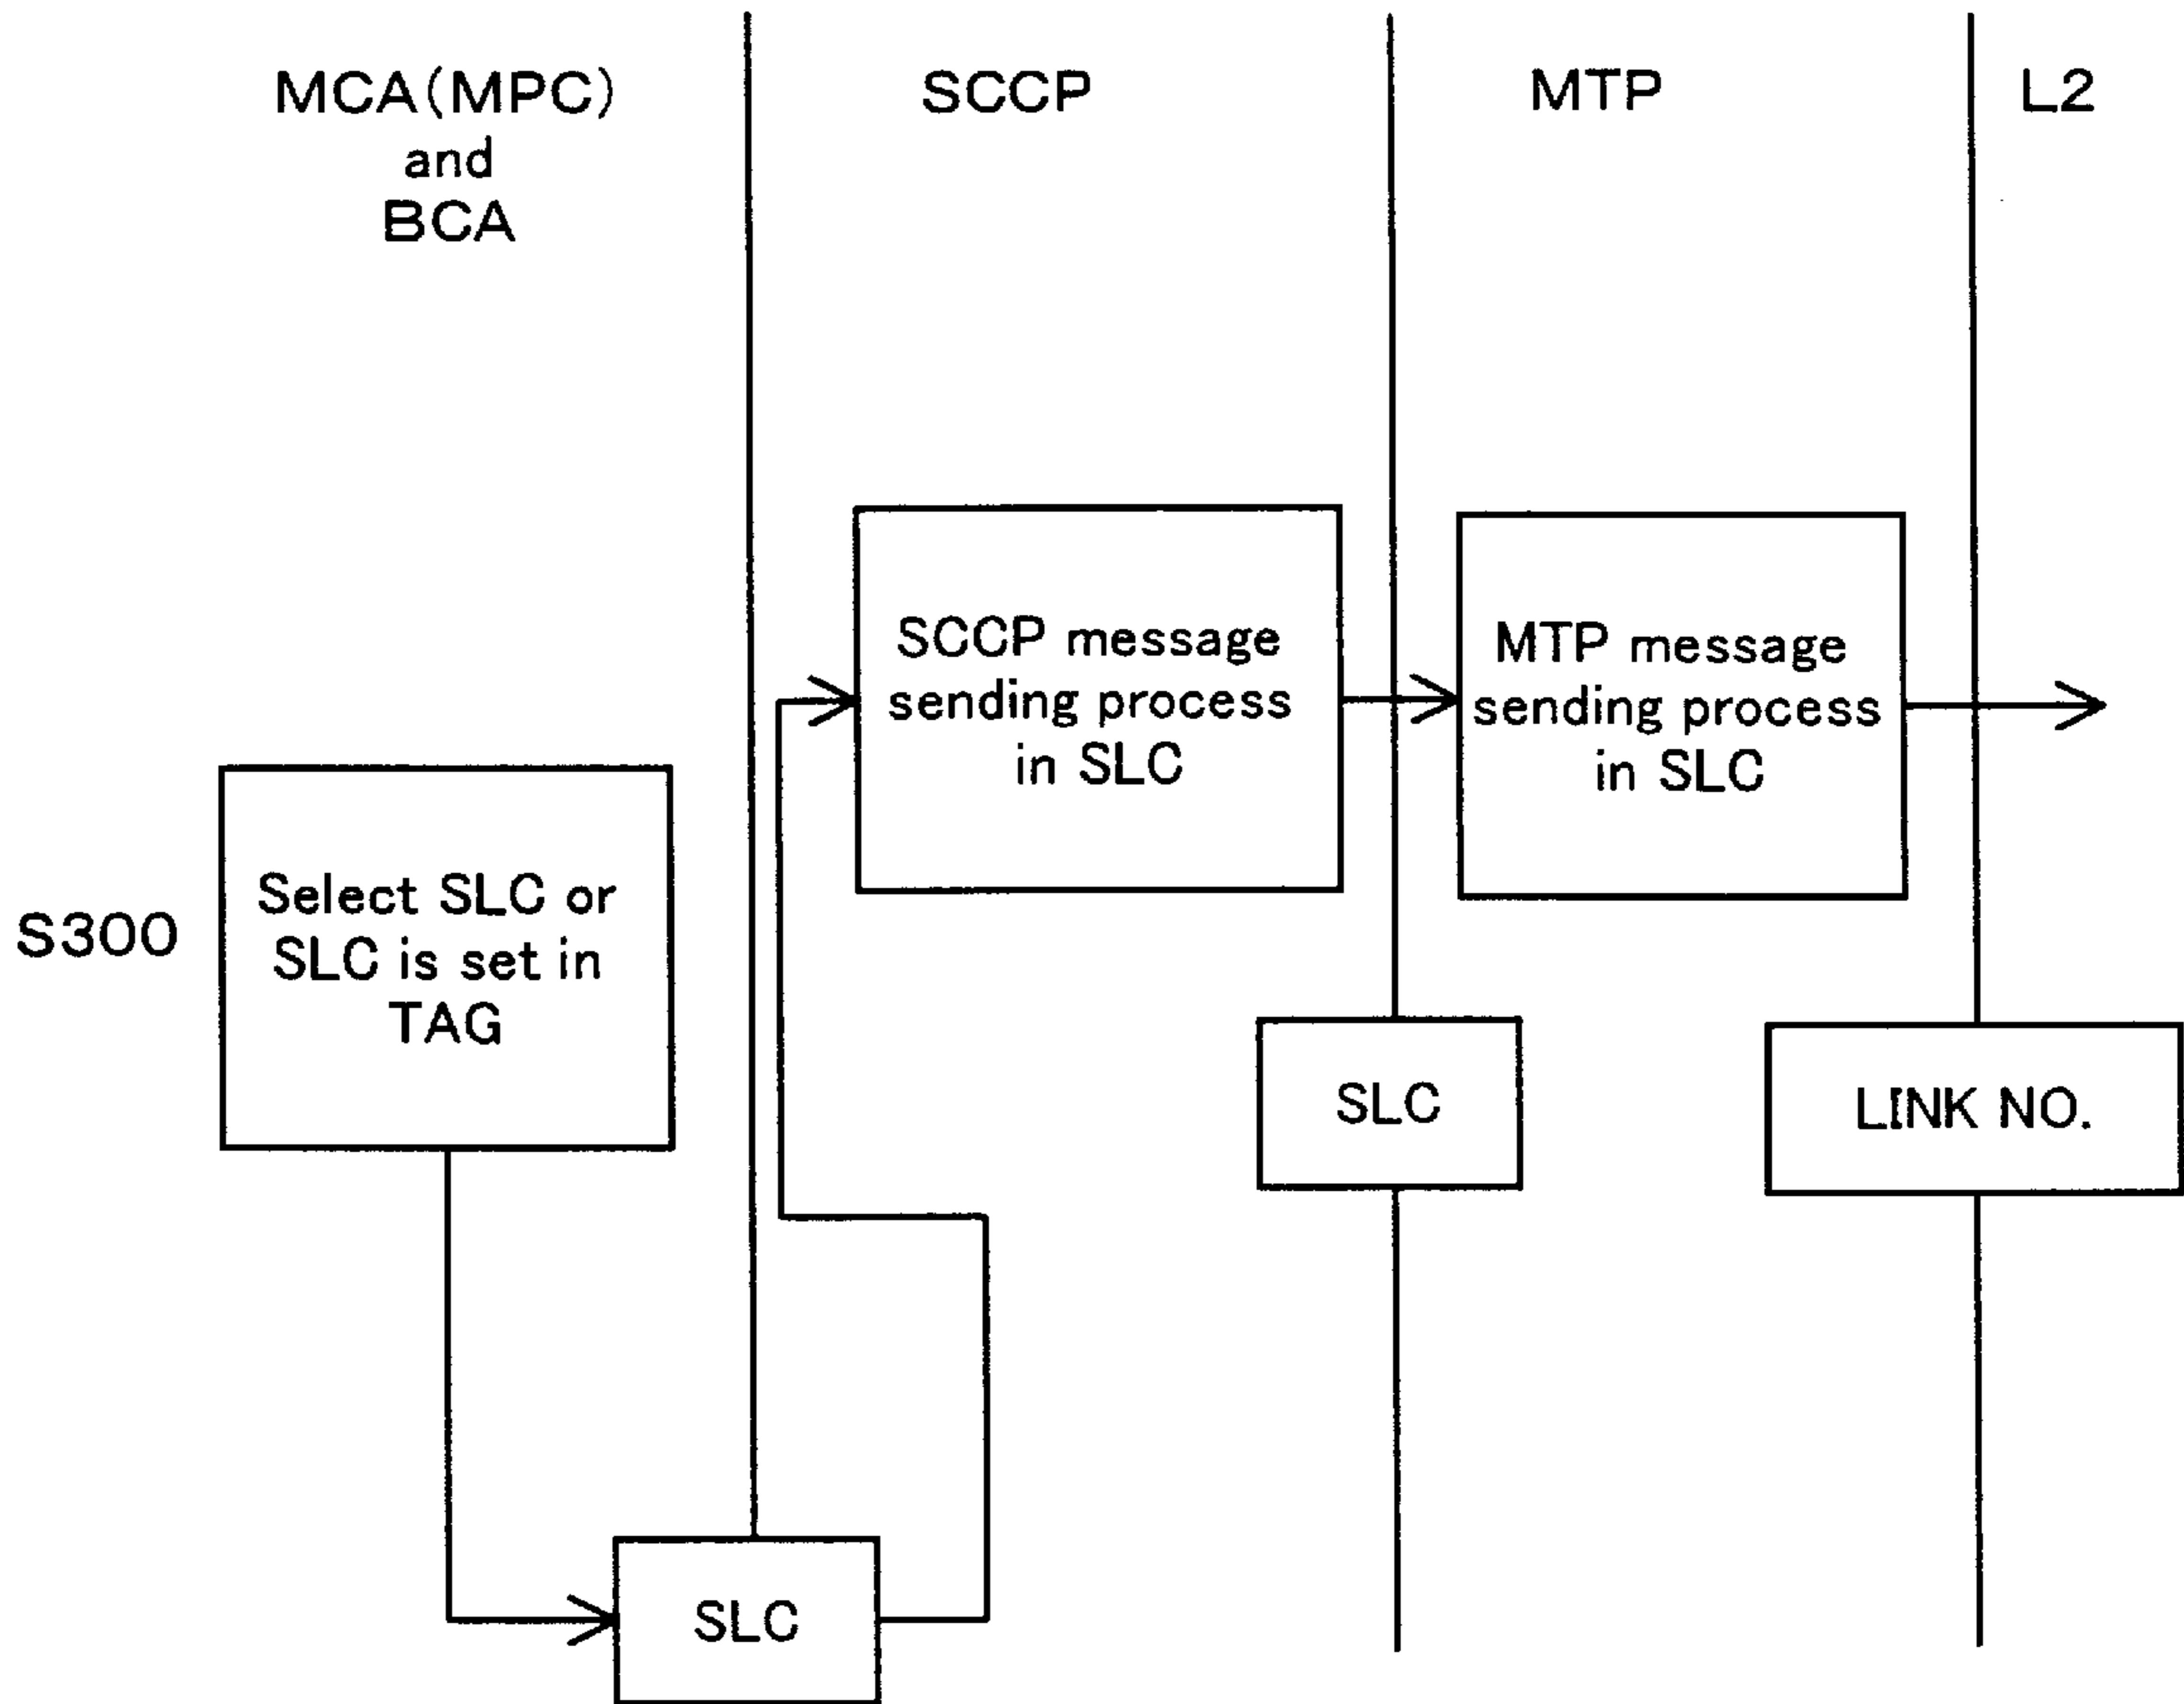 MCA(MPC)
and
BCA
SCCP
MTP
L2
SCCP message
sending process
in SLC
MTP message
sending process
in SLC
S300
Select SLC or
SLC is set in
TAG
SLC
LINK NO.
SLC